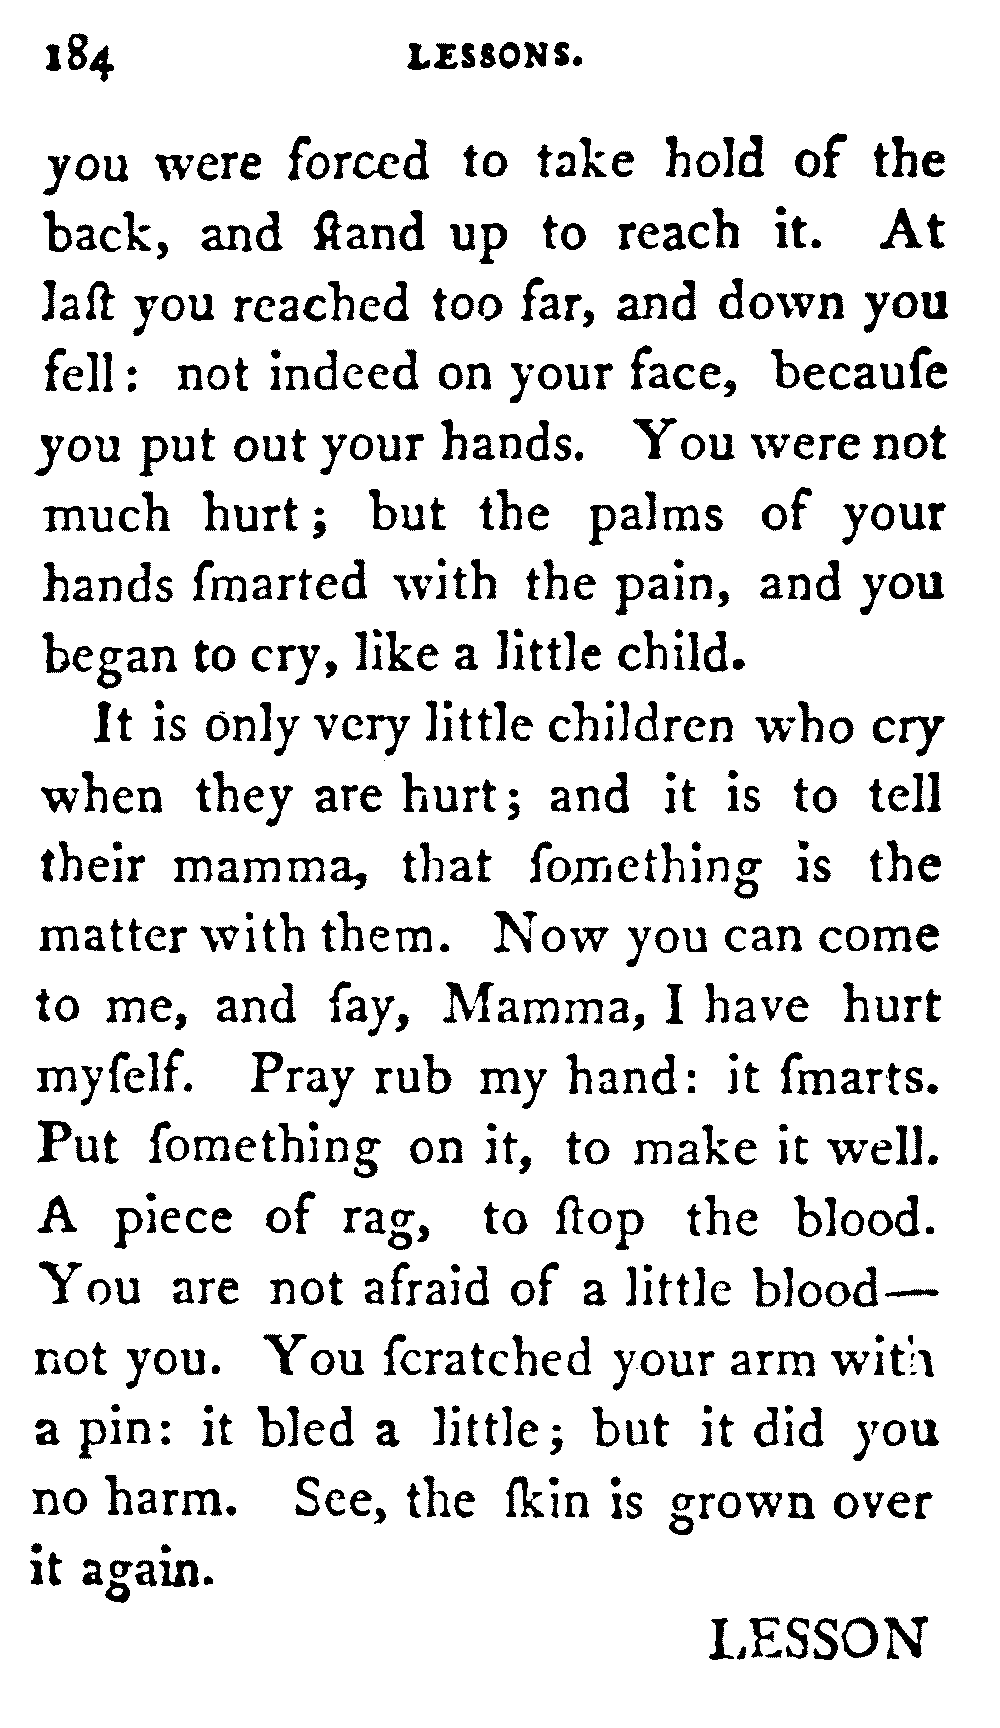 184 LESSONS.
you were forced to take hold of the
back, and ſtand up to reach it. At
laſt you reached too far, and down you
fell: not indeed on your face, becauſe
you put out your hands. You were not
much hurt; but the palms of your
hands ſmarted with the pain, and you
began to cry, like a little child.
It is only very little children who cry
when they are hurt; and it is to tell
their mamma, that ſomething is the
matter with them. Now you can come
to me, and ſay, Mamma, I have hurt
myſelf. Pray rub my hand: it ſmarts.
Put ſomething on it, to make it well.
A piece of rag, to ſtop the blood.
You are not afraid of a little blood—
not you. You ſcratched your arm with
a pin: it bled a little; but it did you
no harm. See, the ſkin is grown over
it again.
LESSON